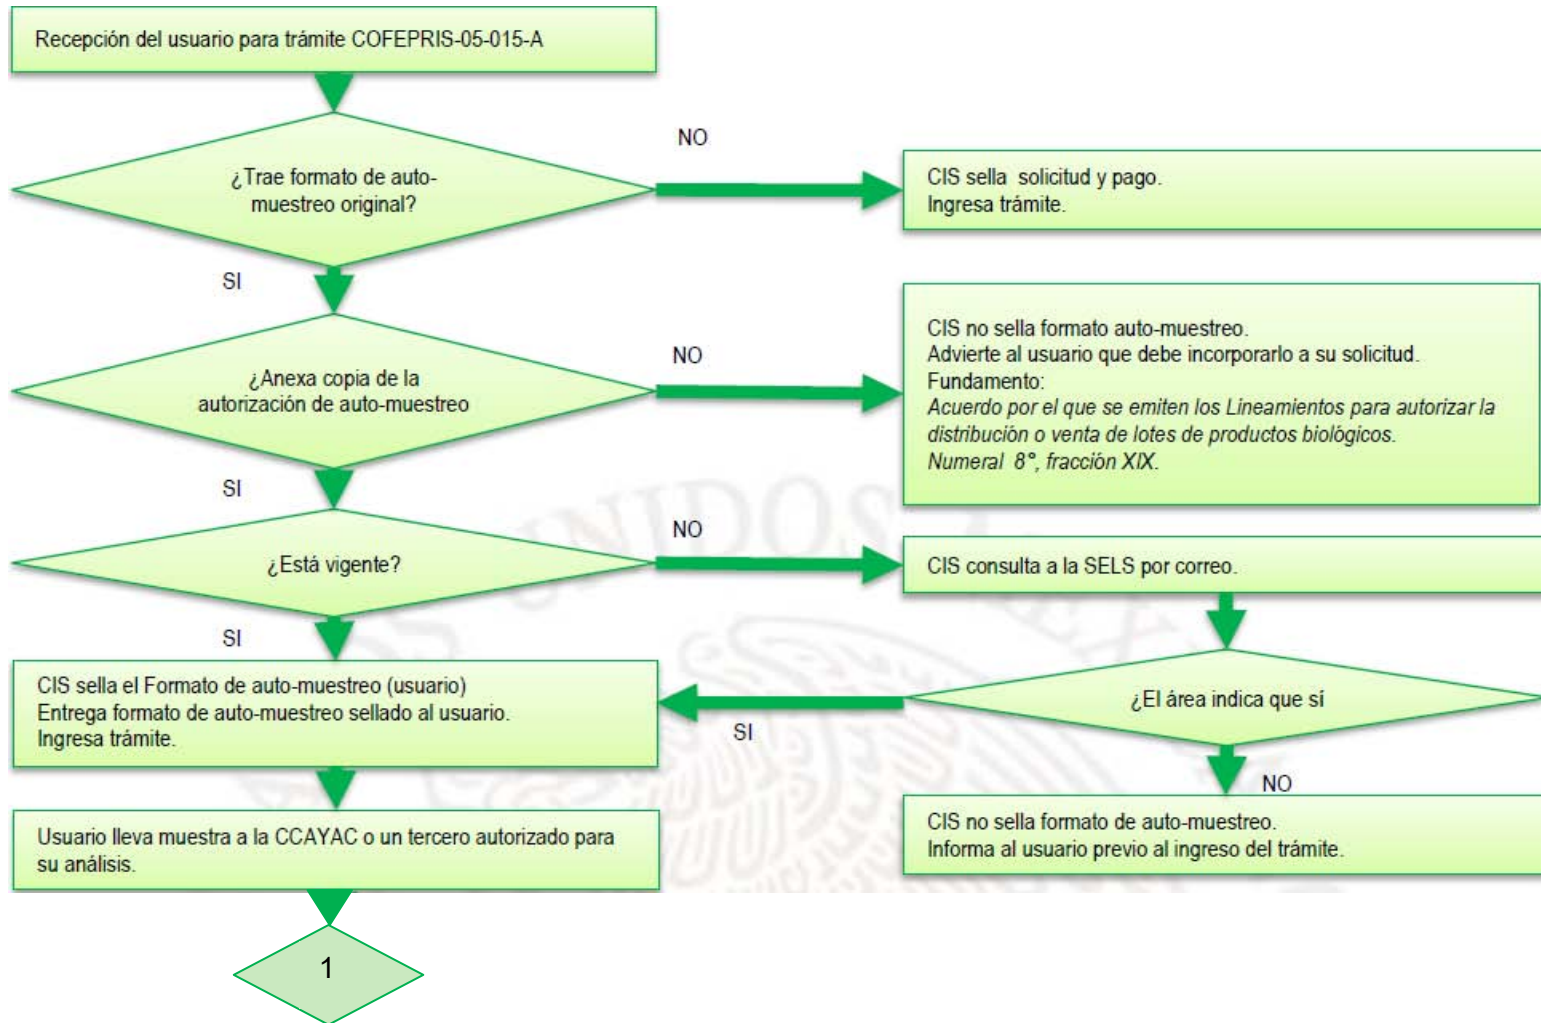 Recepción del usuario para trámite COFEPRIS-05-015-A
¿Trae formato de auto-
muestreo original?
NO
CIS sella solicitud y pago.
Ingresa trámite.
SI
¿Anexa copia de la
autorización de auto-muestreo
NO
CIS no sella formato auto-muestreo.
Advierte al usuario que debe incorporarlo a su solicitud.
Fundamento:
Acuerdo por el que se emiten los Lineamientos para autorizar la
distribución o venta de lotes de productos biológicos.
Numeral 8°, fracción XIX.
SI
¿Está vigente?
NO
CIS consulta a la SELS por correo.
SI
CIS sella el Formato de auto-muestreo (usuario)
Entrega formato de auto-muestreo sellado al usuario.
Ingresa trámite.
SI
¿El área indica que sí
NO
CIS no sella formato de auto-muestreo.
Informa al usuario previo al ingreso del trámite.
Usuario lleva muestra a la CCAYAC o un tercero autorizado para
su análisis.
1
UNIDOS MEX